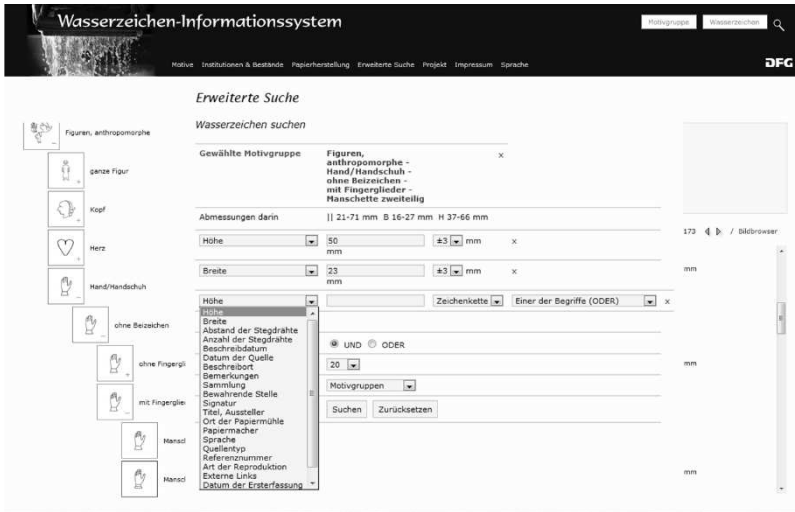 Wasserzeichen-Informationssystem
Motivgruppe Wasserzeichen
Motive Institutionen & Bestände Papierherstellung Erweiterte Suche Projekt Impressum Sprache
DFG
Erweiterte Suche
Wasserzeichen suchen
Figuren, anthropomorphe
ganze Figur
Kopf
Herz
Hand/Handschuh
ohne Beizeichen
ohne Fingergli
mit Fingerglie
Mansc
Mansc
Gewählte Motivgruppe
Figuren,
anthropomorphe -
Hand/Handschuh -
ohne Beizeichen -
mit Fingerglieder -
Manschette zweiteilig
x
Abmessungen darin || 21-71 mm B 16-27 mm H 37-66 mm
Höhe 50 ±3 mm x
mm
Breite 23 ±3 mm x
mm
Höhe Zeichenkette Einer der Begriffe (ODER) x
Höhe
Breite
Abstand der Stegdrähte
Anzahl der Stegdrähte
Beschreibdatum
Datum der Quelle
Beschreibort
Bemerkungen
Sammlung
Bewahrende Stelle
Signatur
Titel, Aussteller
Ort der Papiermühle
Papiermacher
Sprache
Quellentyp
Referenznummer
Art der Reproduktion
Externe Links
Datum der Ersterfassung
UND ODER
20
Motivgruppen
Suchen Zurücksetzen
173 / Bildbrowser
mm
mm
mm